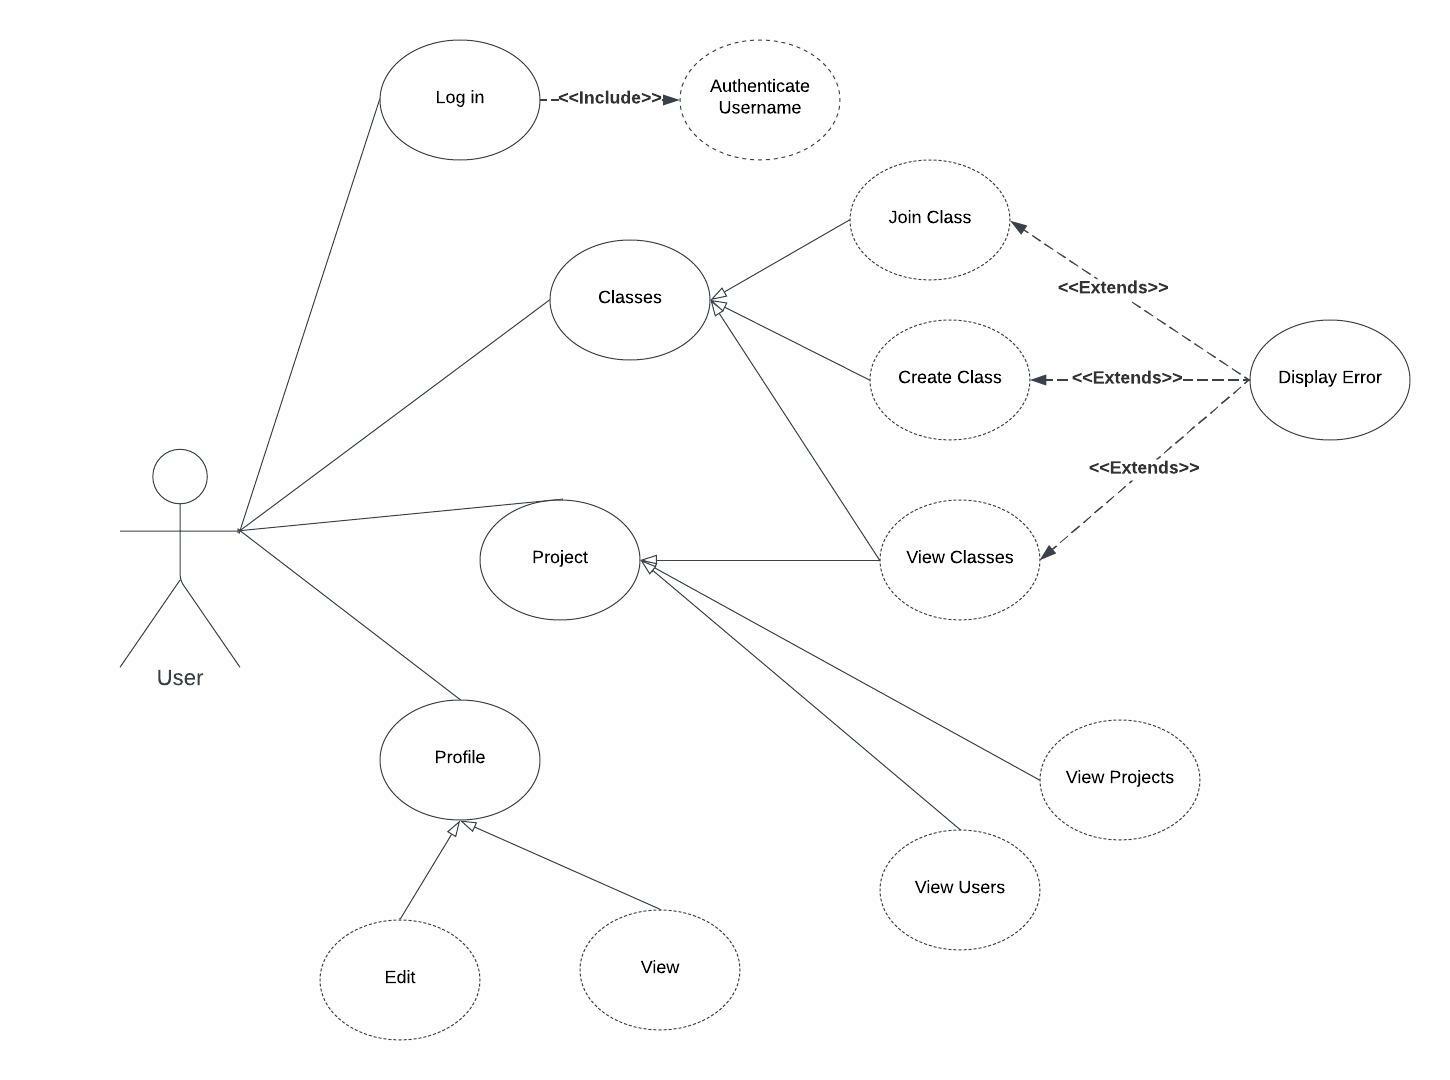 Log in
<<Include>>
Authenticate
Username
Join Class
<<Extends>>
Classes
Create Class
<<Extends>>
Display Error
<<Extends>>
Project
View Classes
User
Profile
View Projects
View Users
Edit
View